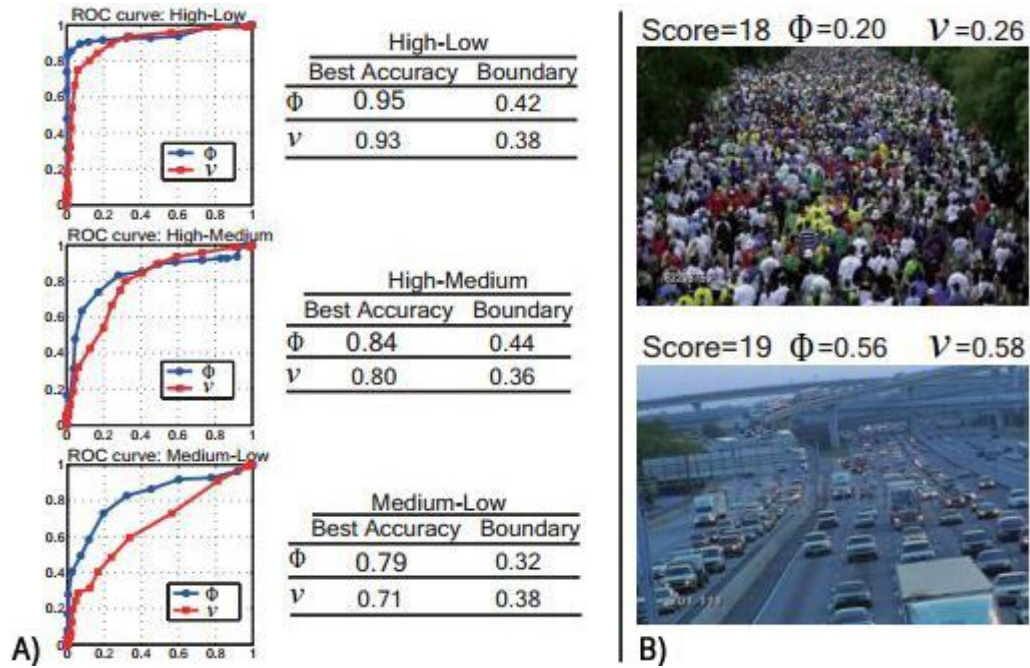 ROC curve: High-Low
1
0.8
0.6
0.4
0.2
0
0 0.2 0.4 0.6 0.8 1
Φ
ν
High-Low
Best Accuracy Boundary
Φ 0.95 0.42
ν 0.93 0.38
ROC curve: High-Medium
1
0.8
0.6
0.4
0.2
0
0 0.2 0.4 0.6 0.8 1
Φ
ν
High-Medium
Best Accuracy Boundary
Φ 0.84 0.44
ν 0.80 0.36
ROC curve: Medium-Low
1
0.8
0.6
0.4
0.2
0
0 0.2 0.4 0.6 0.8 1
Φ
ν
Medium-Low
Best Accuracy Boundary
Φ 0.79 0.32
ν 0.71 0.38
A)
Score=18 Φ=0.20 ν=0.26
Score=19 Φ=0.56 ν=0.58
B)